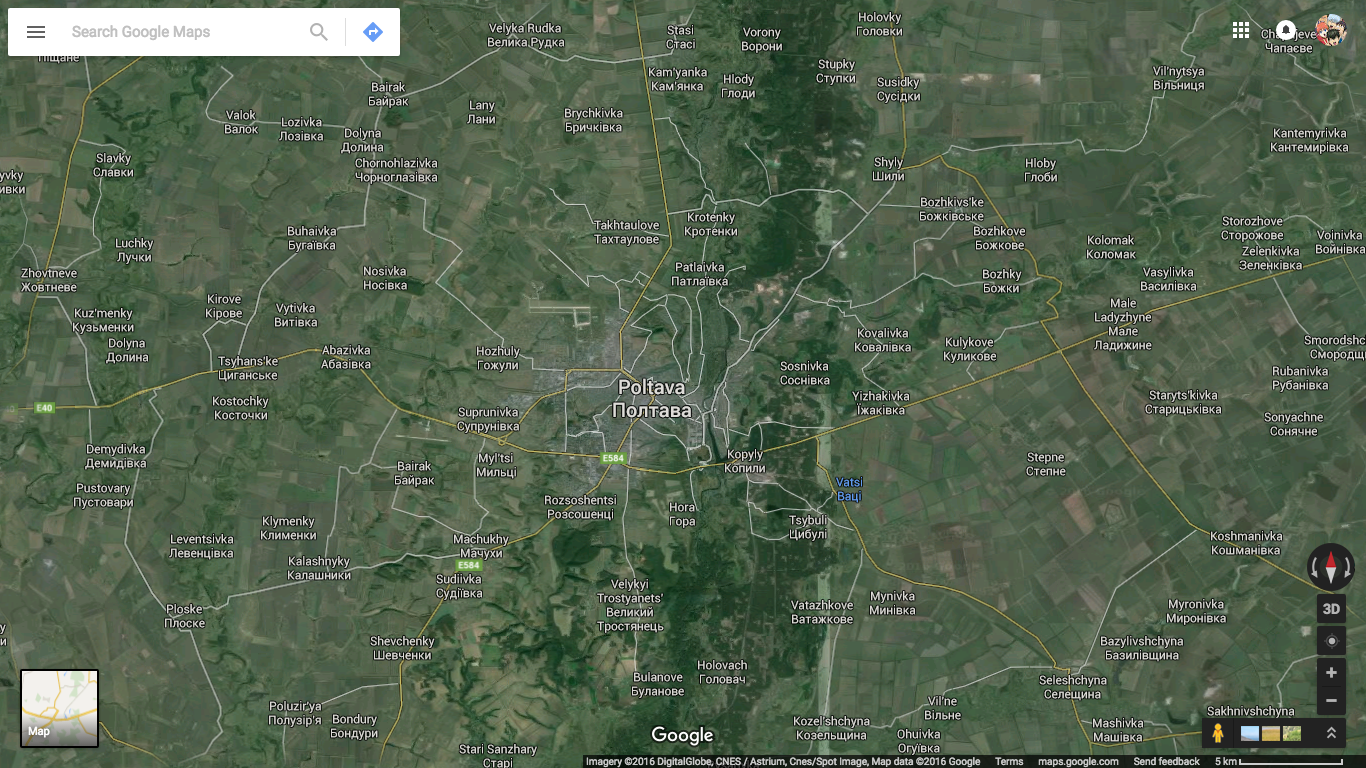 Search Google Maps
Velyka Rudka
Велика Рудка
Stasi
Стасі
Vorony
Ворони
Holovky
Головки
Чапаєве
Піщане
Kam'yanka
Кам'янка
Hlody
Глоди
Stupky
Ступки
Susidky
Сусідки
Vil'nytsya
Вільниця
Bairak
Байрак
Lany
Лани
Brychkivka
Бричківка
Valok
Валок
Lozivka
Лозівка
Dolyna
Долина
Kantemyrivka
Кантемирівка
Slavky
Славки
Chornohlazivka
Чорноглазівка
Shyly
Шили
Hloby
Глоби
Bozhkivs'ke
Божківське
Takhtaulove
Тахтаулове
Krotenky
Кротенки
Storozhove
Сторожове
Buhaivka
Бугаївка
Bozhkove
Божкове
Luchky
Лучки
Kolomak
Коломак
Voinivka
Войнівка
Zelenkivka
Зеленківка
Zhovtneve
Жовтневе
Nosivka
Носівка
Patlaivka
Патлаївка
Bozhky
Божки
Vasylivka
Василівка
Kuz'menky
Кузьменки
Kirove
Кірове
Vytivka
Витівка
Male
Ladyzhyne
Мале
Ладижине
Dolyna
Долина
Tsyhans'ke
Циганське
Abazivka
Абазівка
Hozhuly
Гожули
Kovalivka
Ковалівка
Kulykove
Куликове
Poltava
Полтава
Sosnivka
Соснівка
Rubanivka
Рубанівка
E40
Kostochky
Косточки
Suprunivka
Супрунівка
Yizhakivka
Їжаківка
Staryts'kivka
Старицьківка
Sonyachne
Сонячне
Demydivka
Демидівка
Bairak
Байрак
Myl'tsi
Мильці
E584
Kopyly
Копили
Stepne
Степне
Pustovary
Пустовари
Vatsi
Ваці
Rozsoshentsi
Розсошенці
Hora
Гора
Klymenky
Клименки
Tsybuli
Цибулі
Leventsivka
Левенцівка
Machukhy
Мачухи
Koshmanivka
Кошманівка
Kalashnyky
Калашники
E584
Sudiivka
Судіївка
Velykyi
Trostyanets'
Великий
Тростянець
Ploske
Плоске
Vatazhkove
Ватажкове
Mynivka
Минівка
Myronivka
Миронівка
3D
Shevchenky
Шевченки
Bazylivshchyna
Базилівщина
Holovach
Головач
Bulanove
Буланове
Seleshchyna
Селещина
Poluzir'ya
Полузір'я
Bondury
Бондури
Vil'ne
Вільне
Sakhnivshchyna
Kozel'shchyna
Козельщина
Mashivka
Машівка
Ohuivka
Огуївка
Stari Sanzhary
Старі
Map
Google
Imagery ©2016 DigitalGlobe, CNES / Astrium, Cnes/Spot Image, Map data ©2016 Google Terms maps.google.com Send feedback 5 km